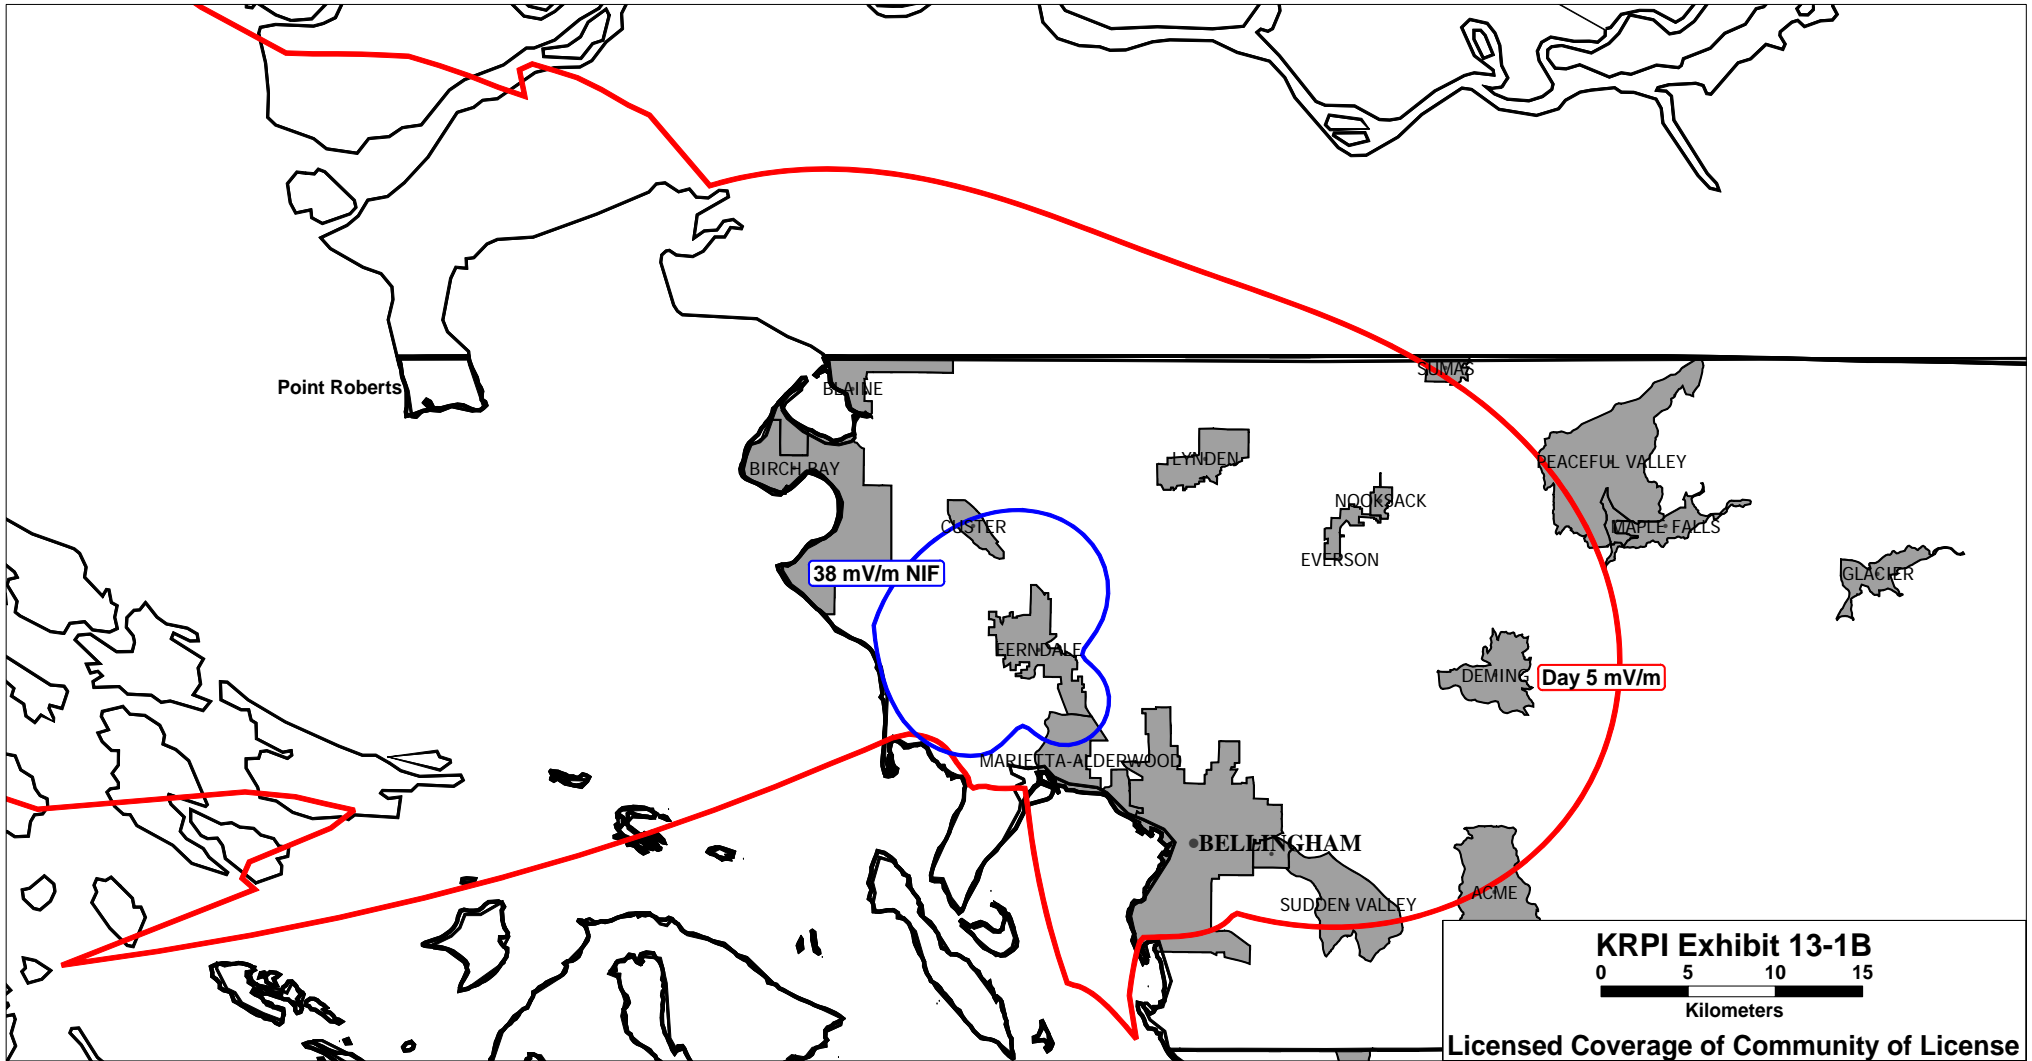 SUMAS
Point Roberts
BLAINE
LYNDEN
PEACEFUL VALLEY
BIRCH BAY
NOOKSACK
CUSTER
MAPLE FALLS
EVERSON
38 mV/m NIF
GLACIER
FERNDALE
DEMING
Day 5 mV/m
MARIETTA-ALDERWOOD
BELLINGHAM
ACME
SUDDEN VALLEY
KRPI Exhibit 13-1B
0 5 10 15
Kilometers
Licensed Coverage of Community of License